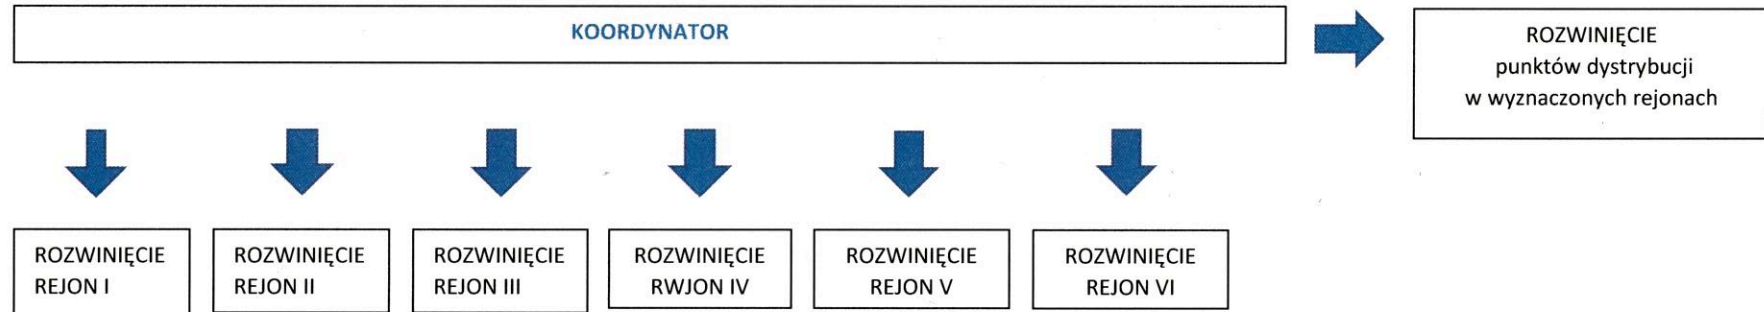 KOORDYNATOR
ROZWINIĘCIE
punktów dystrybucji
w wyznaczonych rejonach
ROZWINIĘCIE
REJON I
ROZWINIĘCIE
REJON II
ROZWINIĘCIE
REJON III
ROZWINIĘCIE
RWJON IV
ROZWINIĘCIE
REJON V
ROZWINIĘCIE
REJON VI